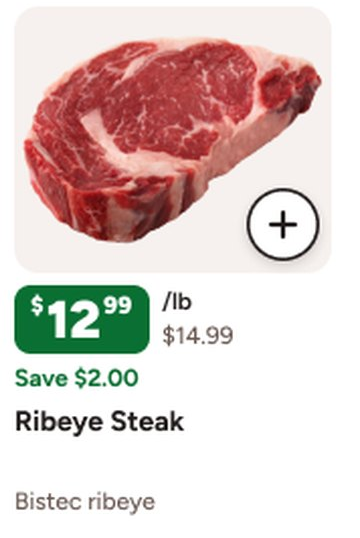 $12.99 /lb
$14.99
Save $2.00
Ribeye Steak
Bistec ribeye